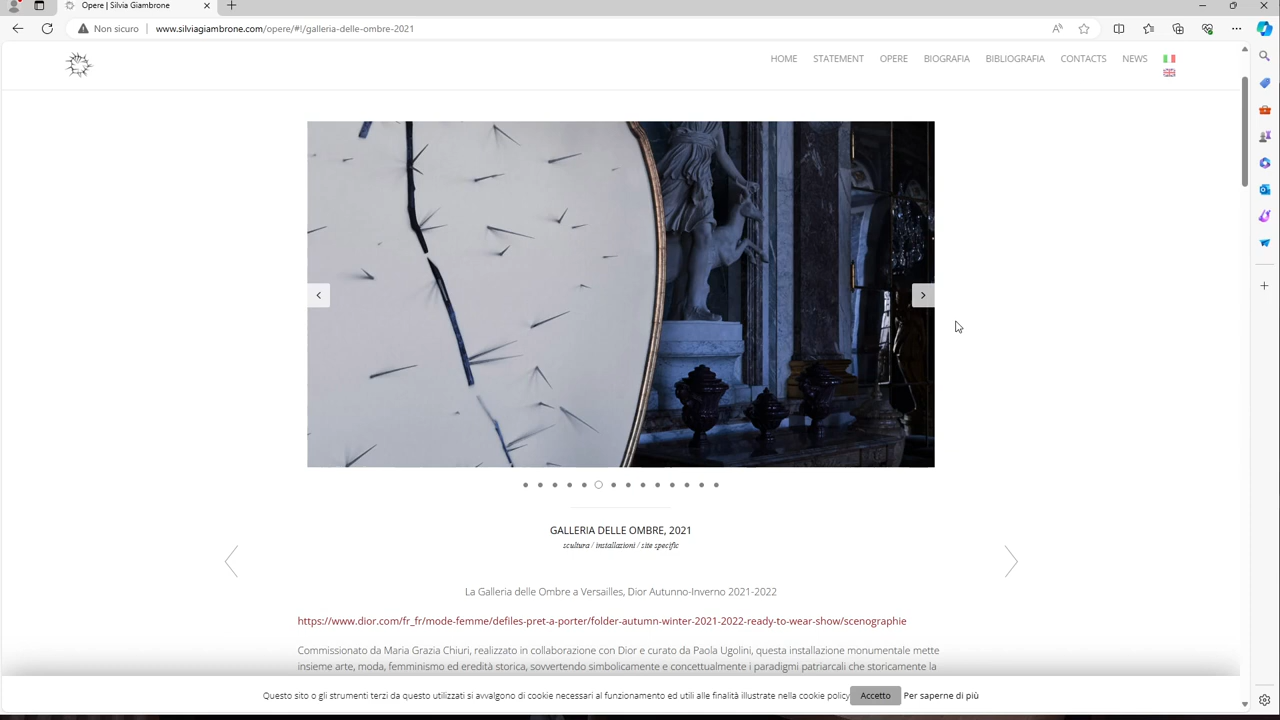 Opere | Silvia Giambrone
Non sicuro
www.silviagiambrone.com/opere/#!/galleria-delle-ombre-2021
HOME STATEMENT OPERE BIOGRAFIA BIBLIOGRAFIA CONTACTS NEWS
GALLERIA DELLE OMBRE, 2021
scultura / installazioni / site specific
La Galleria delle Ombre a Versailles, Dior Autunno-Inverno 2021-2022
https://www.dior.com/fr_fr/mode-femme/defiles-pret-a-porter/folder-autumn-winter-2021-2022-ready-to-wear-show/scenographie
Commissionato da Maria Grazia Chiuri, realizzato in collaborazione con Dior e curato da Paola Ugolini, questa installazione monumentale mette
insieme arte, moda, femminismo ed eredità storica, sovvertendo simbolicamente e concettualmente i paradigmi patriarcali che storicamente la
Questo sito o gli strumenti terzi da questo utilizzati si avvalgono di cookie necessari al funzionamento ed utili alle finalità illustrate nella cookie policy Accetto Per saperne di più